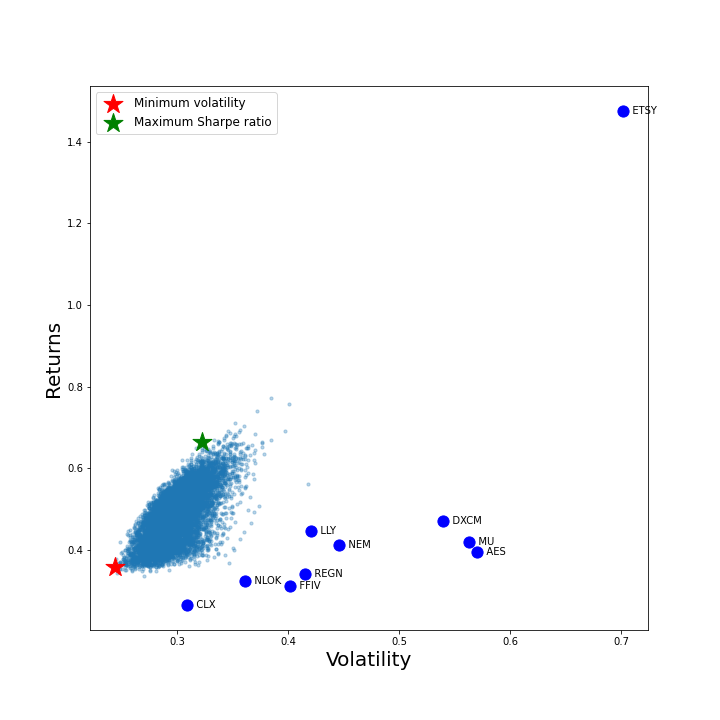 Minimum volatility
Maximum Sharpe ratio
ETSY
1.4
1.2
1.0
0.8
0.6
0.4
Returns
DXCM
LLY
MU
NEM
AES
REGN
NLOK
FFIV
CLX
0.3
0.4
0.5
0.6
0.7
Volatility